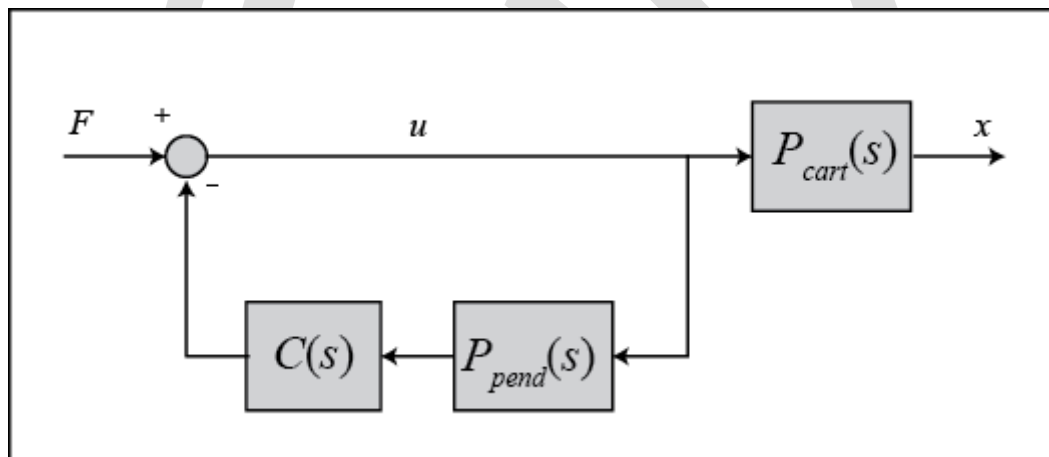 F
+
u
P_cart(s)
x
-
C(s)
P_pend(s)